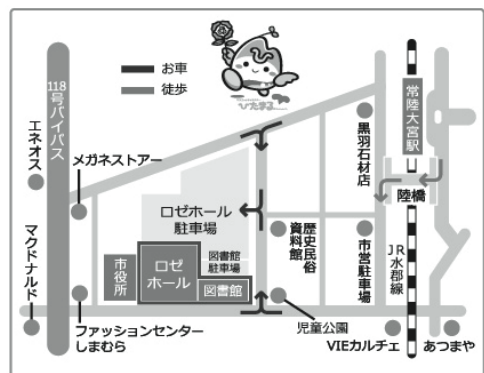 お車
徒歩
ひたまる
118号バイパス
エネオス
メガネストアー
マクドナルド
ファッションセンター
しまむら
市役所
ロゼホール
駐車場
ロゼ
ホール
図書館
駐車場
図書館
歴史民俗
資料館
児童公園
黒羽石材店
市営駐車場
常陸大宮駅
陸橋
JR水郡線
VIEカルチェ
あつまや